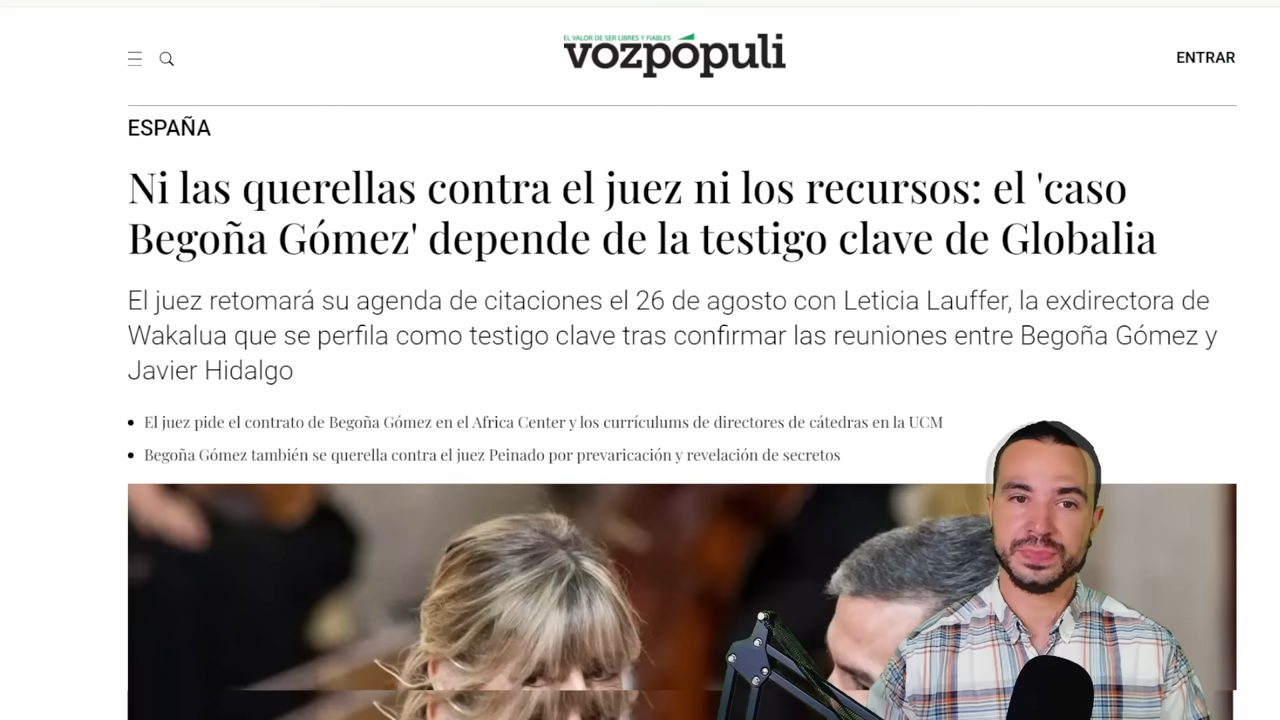 EL VALOR DE SER LIBRES Y FIABLES
vozpópuli
ENTRAR
ESPAÑA
Ni las querellas contra el juez ni los recursos: el 'caso
Begoña Gómez' depende de la testigo clave de Globalia
El juez retomará su agenda de citaciones el 26 de agosto con Leticia Lauffer, la exdirectora de
Wakalua que se perfila como testigo clave tras confirmar las reuniones entre Begoña Gómez y
Javier Hidalgo
El juez pide el contrato de Begoña Gómez en el Africa Center y los currículums de directores de cátedras en la UCM
Begoña Gómez también se querella contra el juez Peinado por prevaricación y revelación de secretos